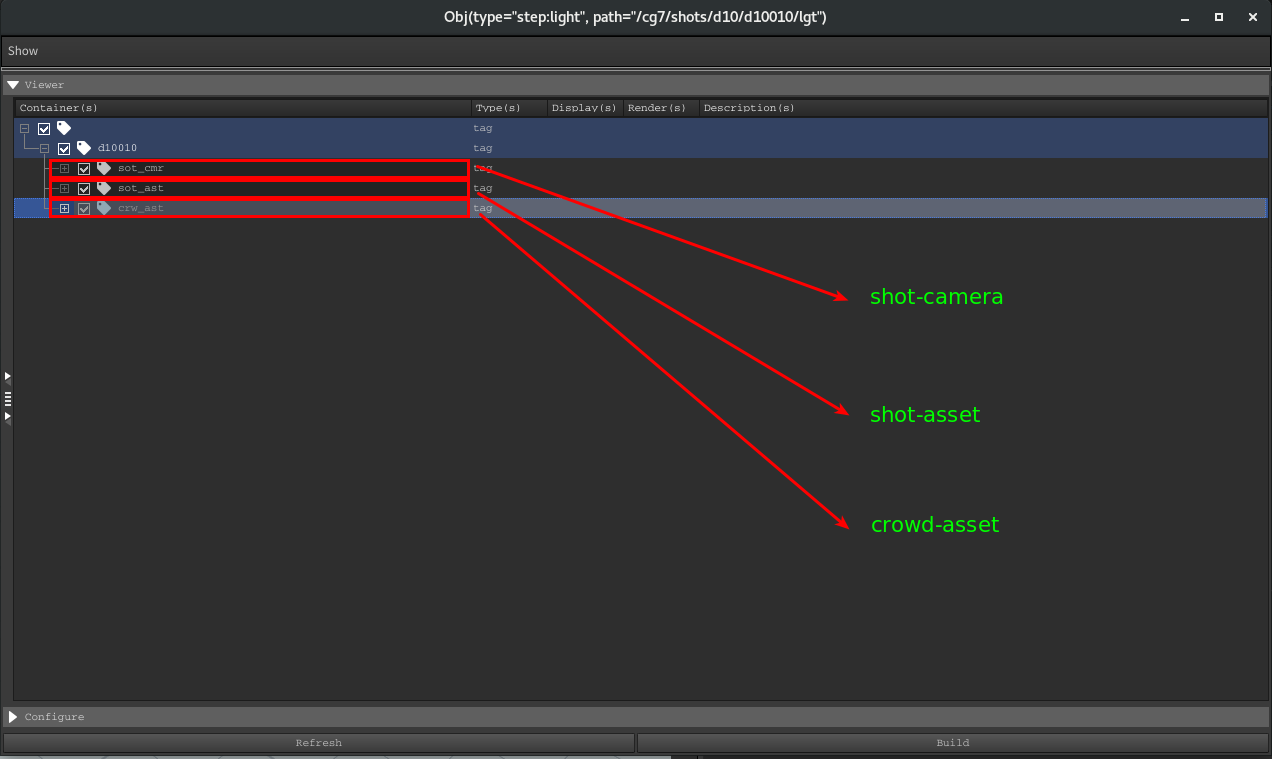 Obj(type="step:light", path="/cg7/shots/d10/d10010/lgt")
Show
Viewer
Container(s) Type(s) Display(s) Render(s) Description(s)
tag
d10010 tag
sot_cmr tag
sot_ast tag
crw_ast tag
shot-camera
shot-asset
crowd-asset
Configure
Refresh Build